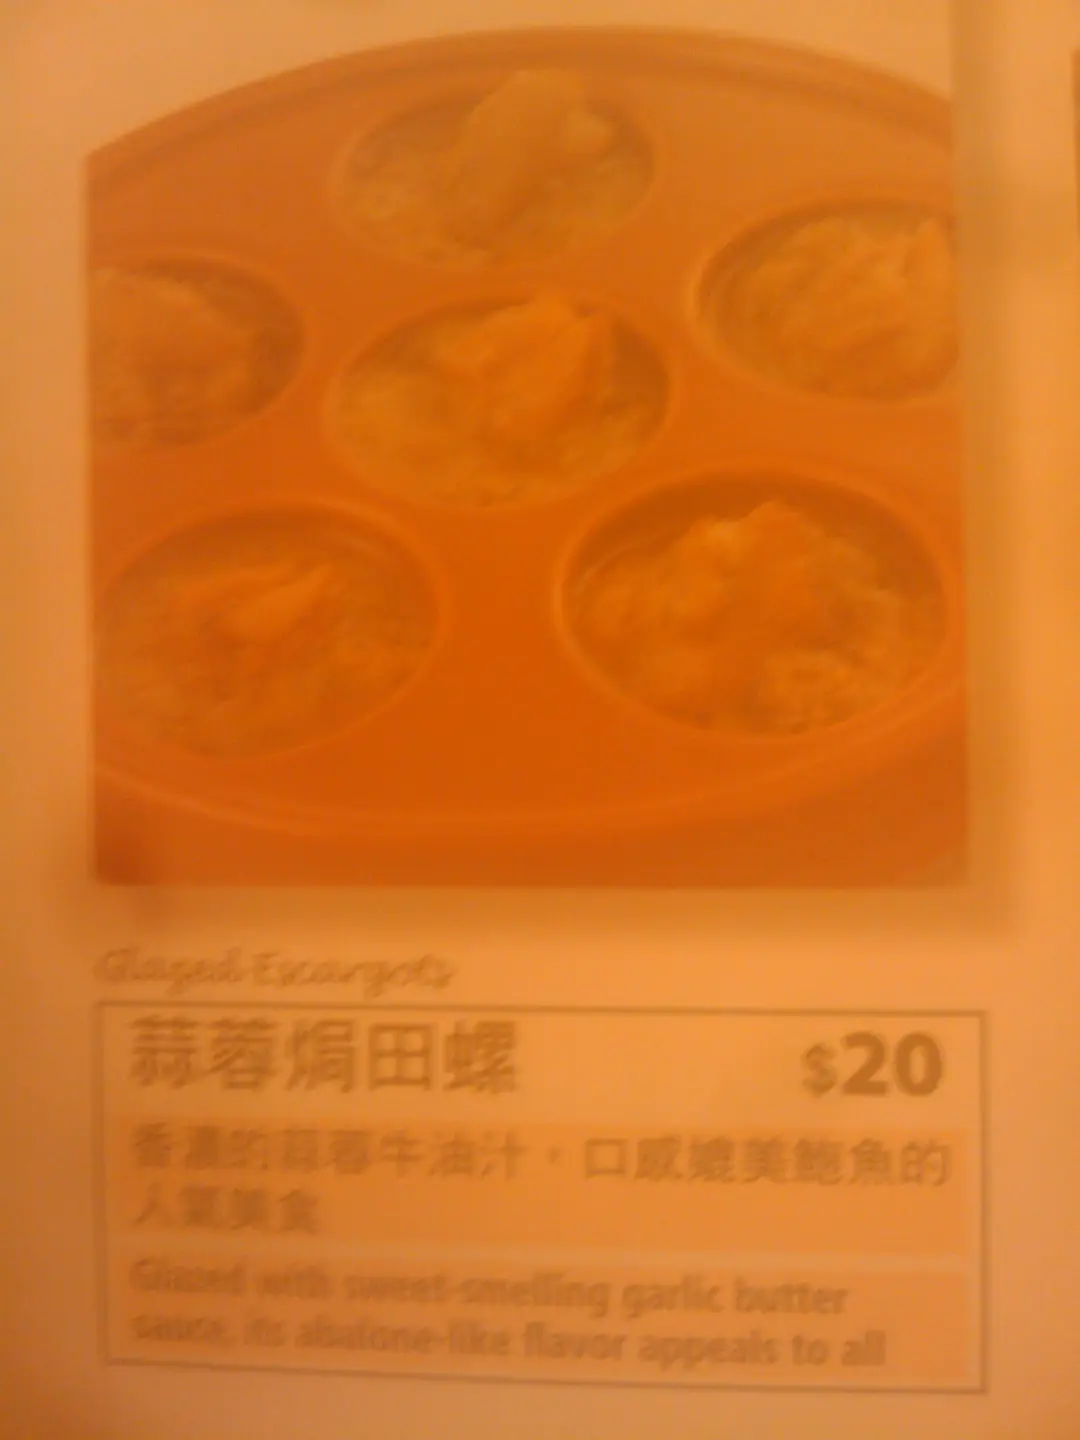 Glazed Escargots
蒜蓉焗田螺 $20
香濃的蒜蓉牛油汁，口感媲美鮑魚的
人氣美食
Glazed with sweet-smelling garlic butter
sauce, its abalone-like flavor appeals to all